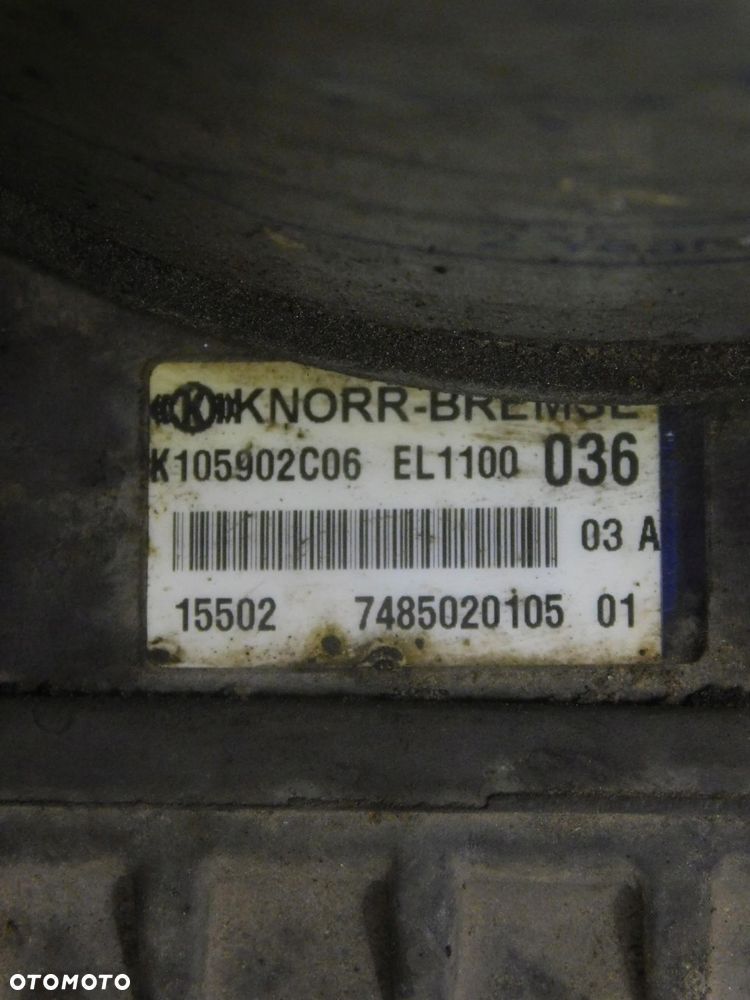 K KNORR-BREMSE
K105902C06 EL1100 036
03 A
15502 7485020105 01
OTOMOTO